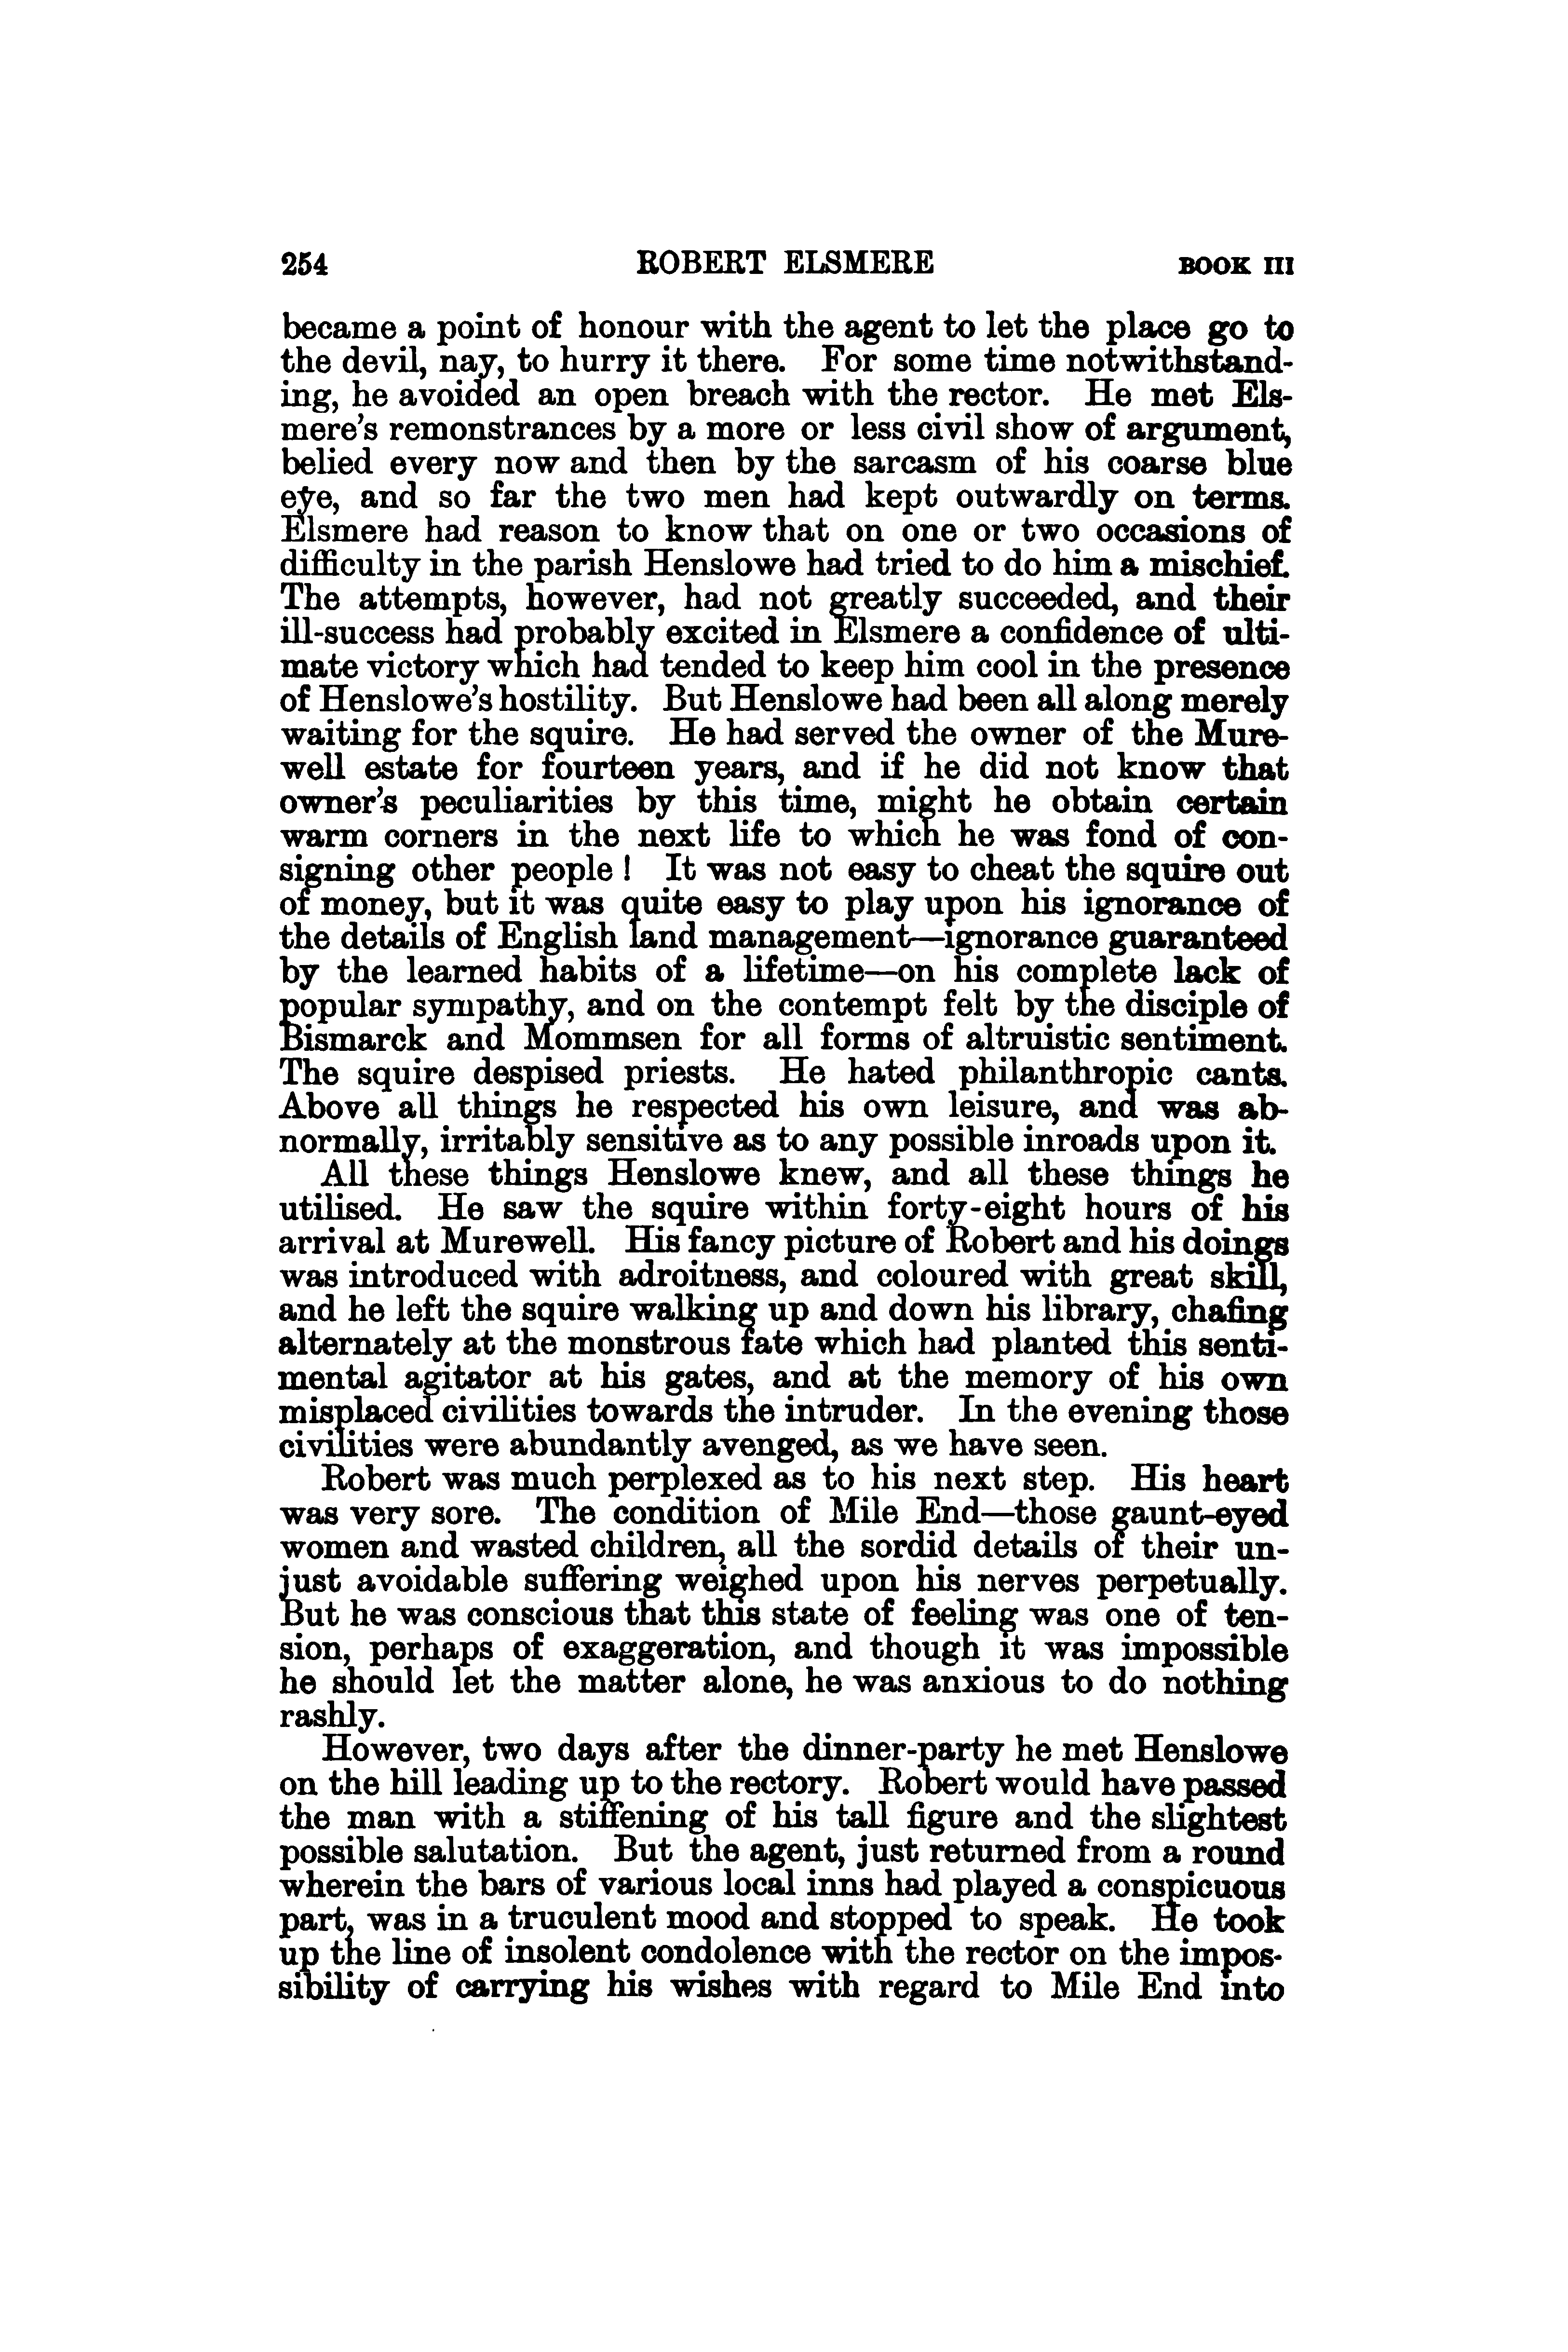 254 ROBERT ELSMERE BOOK III
became a point of honour with the agent to let the place go to
the devil, nay, to hurry it there. For some time notwithstand-
ing, he avoided an open breach with the rector. He met Els-
mere's remonstrances by a more or less civil show of argument,
belied every now and then by the sarcasm of his coarse blue
eye, and so far the two men had kept outwardly on terms.
Elsmere had reason to know that on one or two occasions of
difficulty in the parish Henslowe had tried to do him a mischief.
The attempts, however, had not greatly succeeded, and their
ill-success had probably excited in Elsmere a confidence of ulti-
mate victory which had tended to keep him cool in the presence
of Henslowe's hostility. But Henslowe had been all along merely
waiting for the squire. He had served the owner of the Mure-
well estate for fourteen years, and if he did not know that
owner's peculiarities by this time, might he obtain certain
warm corners in the next life to which he was fond of con-
signing other people! It was not easy to cheat the squire out
of money, but it was quite easy to play upon his ignorance of
the details of English land management—ignorance guaranteed
by the learned habits of a lifetime—on his complete lack of
popular sympathy, and on the contempt felt by the disciple of
Bismarck and Mommsen for all forms of altruistic sentiment.
The squire despised priests. He hated philanthropic cants.
Above all things he respected his own leisure, and was ab-
normally, irritably sensitive as to any possible inroads upon it.
All these things Henslowe knew, and all these things he
utilised. He saw the squire within forty-eight hours of his
arrival at Murewell. His fancy picture of Robert and his doings
was introduced with adroitness, and coloured with great skill,
and he left the squire walking up and down his library, chafing
alternately at the monstrous fate which had planted this senti-
mental agitator at his gates, and at the memory of his own
misplaced civilities towards the intruder. In the evening those
civilities were abundantly avenged, as we have seen.
Robert was much perplexed as to his next step. His heart
was very sore. The condition of Mile End—those gaunt-eyed
women and wasted children, all the sordid details of their un-
just avoidable suffering weighed upon his nerves perpetually.
But he was conscious that this state of feeling was one of ten-
sion, perhaps of exaggeration, and though it was impossible
he should let the matter alone, he was anxious to do nothing
rashly.
However, two days after the dinner-party he met Henslowe
on the hill leading up to the rectory. Robert would have passed
the man with a stiffening of his tall figure and the slightest
possible salutation. But the agent, just returned from a round
wherein the bars of various local inns had played a conspicuous
part, was in a truculent mood and stopped to speak. He took
up the line of insolent condolence with the rector on the impos-
sibility of carrying his wishes with regard to Mile End into